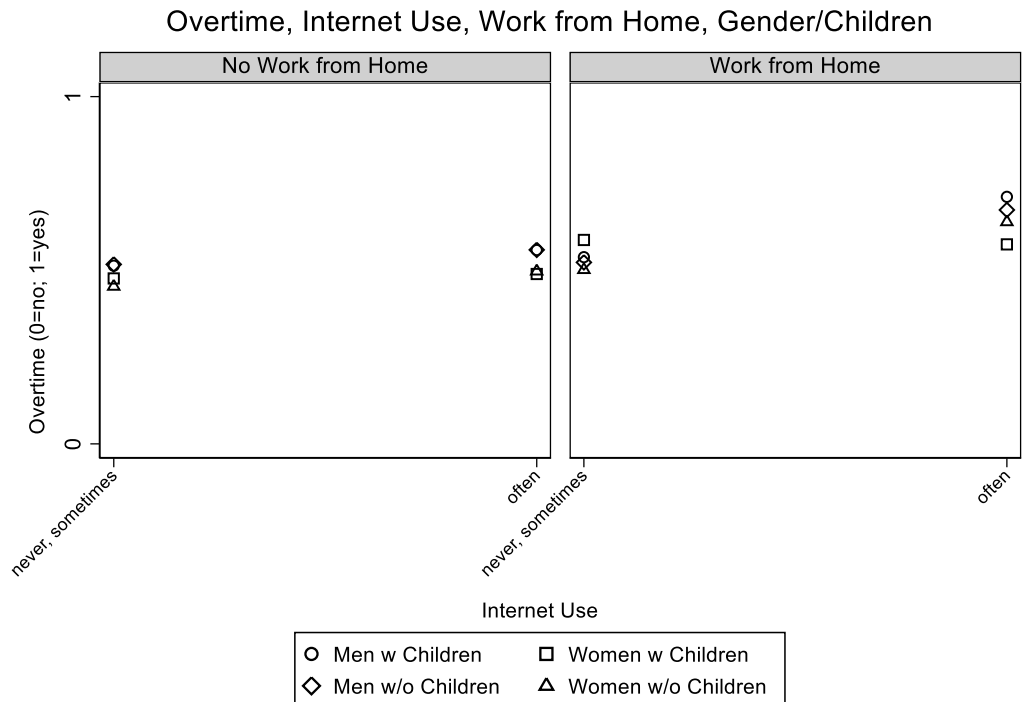 Overtime, Internet Use, Work from Home, Gender/Children
No Work from Home
Work from Home
Overtime (0=no; 1=yes)
1
0
never, sometimes
often
never, sometimes
often
Internet Use
Men w Children
Women w Children
Men w/o Children
Women w/o Children